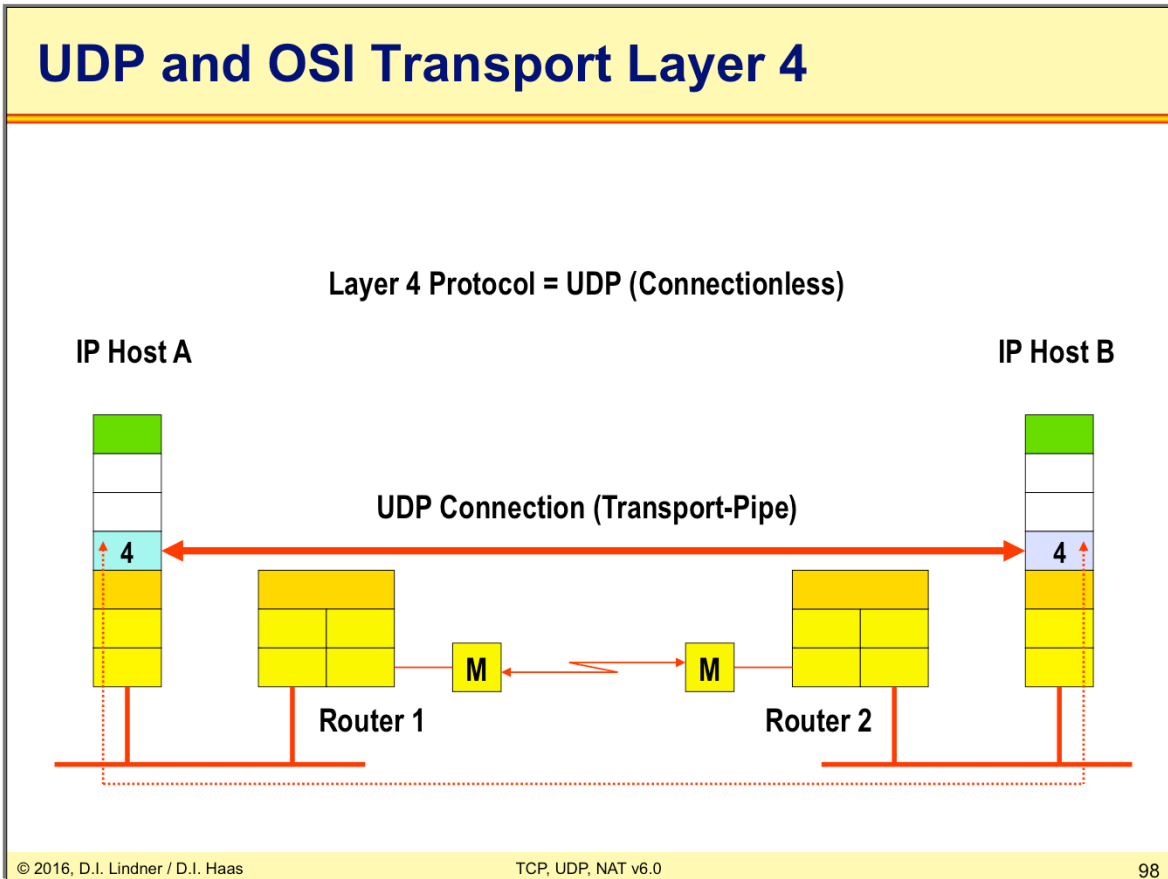 UDP and OSI Transport Layer 4
Layer 4 Protocol = UDP (Connectionless)
IP Host A
IP Host B
UDP Connection (Transport-Pipe)
4
4
M
M
Router 1
Router 2
© 2016, D.I. Lindner / D.I. Haas
TCP, UDP, NAT v6.0
98